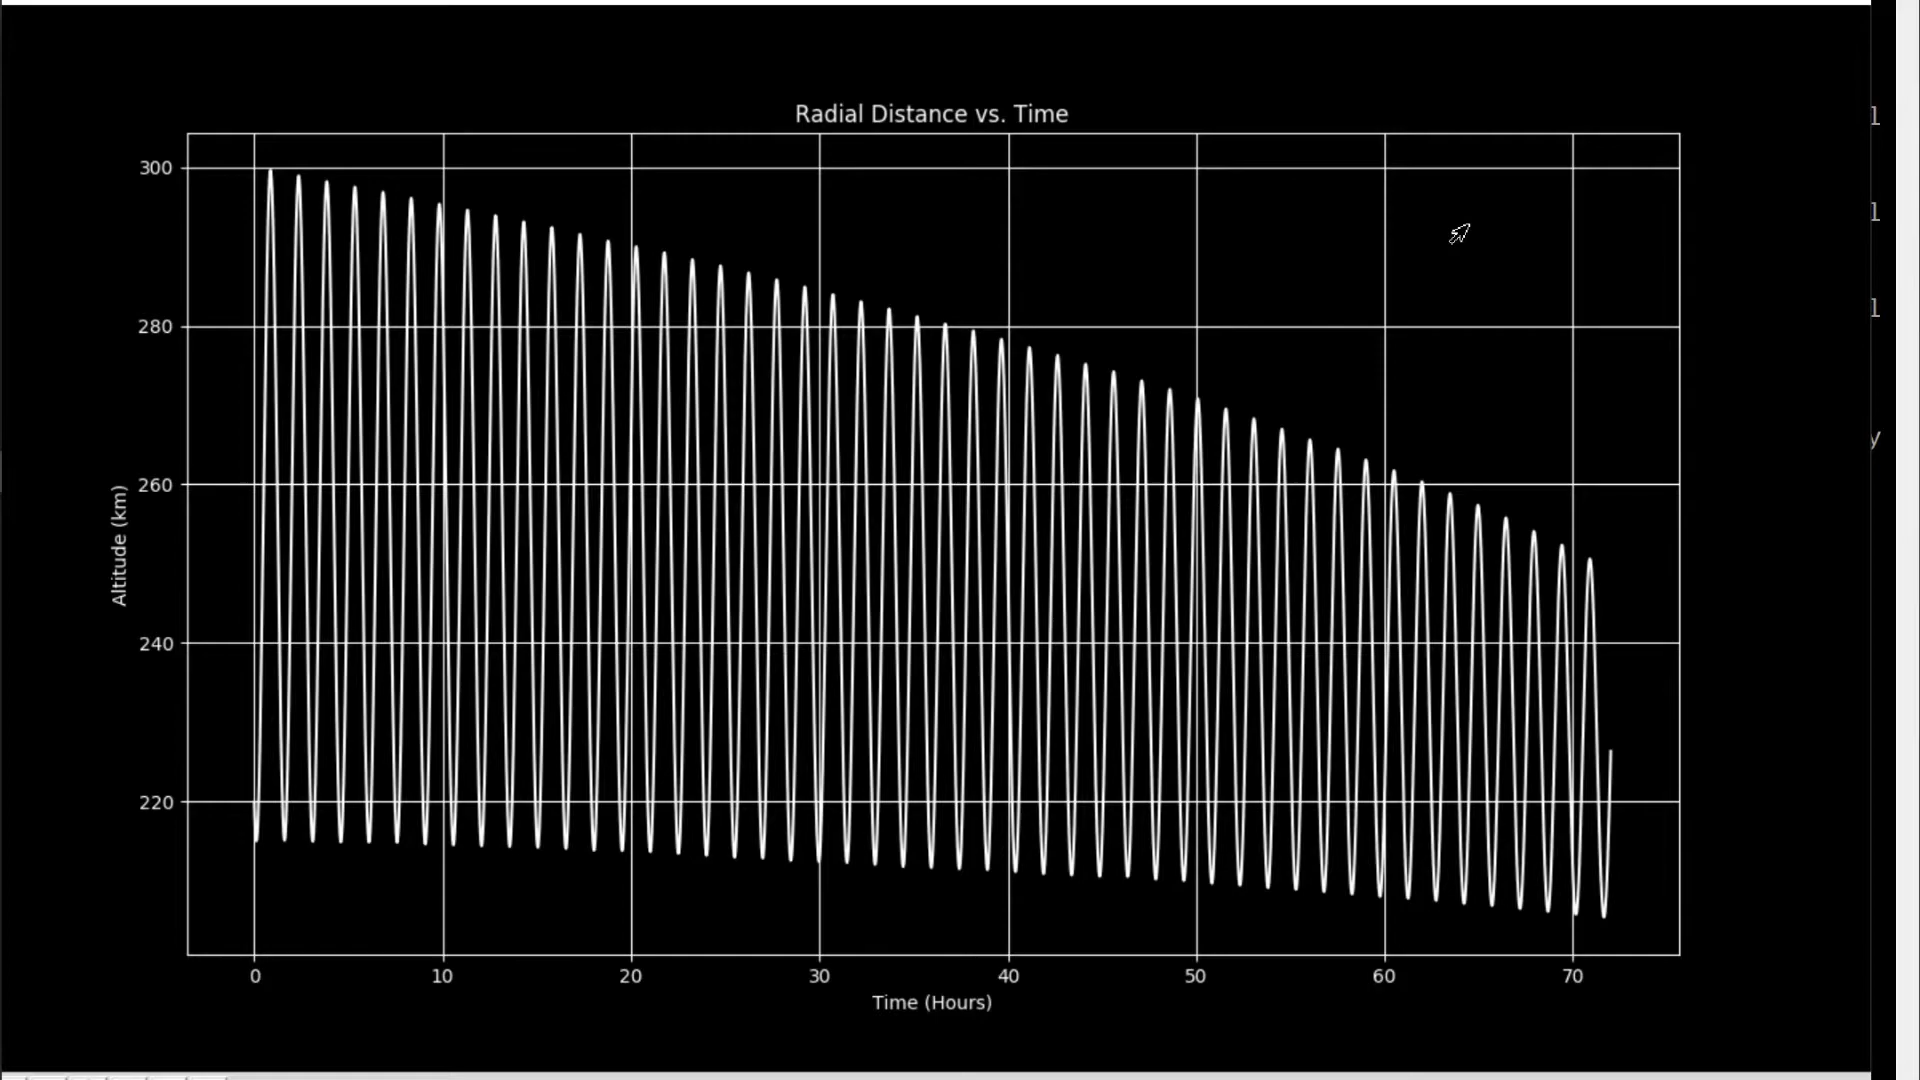 Radial Distance vs. Time
300
280
260
240
220
Altitude (km)
0 10 20 30 40 50 60 70
Time (Hours)
l
l
l
y